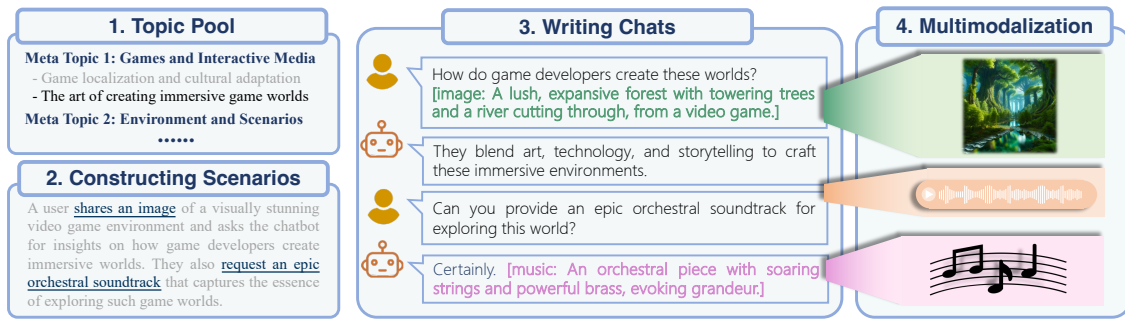 1. Topic Pool
Meta Topic 1: Games and Interactive Media
- Game localization and cultural adaptation
- The art of creating immersive game worlds
Meta Topic 2: Environment and Scenarios
......
2. Constructing Scenarios
A user shares an image of a visually stunning
video game environment and asks the chatbot
for insights on how game developers create
immersive worlds. They also request an epic
orchestral soundtrack that captures the essence
of exploring such game worlds.
3. Writing Chats
How do game developers create these worlds?
[image: A lush, expansive forest with towering trees
and a river cutting through, from a video game.]
They blend art, technology, and storytelling to craft
these immersive environments.
Can you provide an epic orchestral soundtrack for
exploring this world?
Certainly. [music: An orchestral piece with soaring
strings and powerful brass, evoking grandeur.]
4. Multimodalization